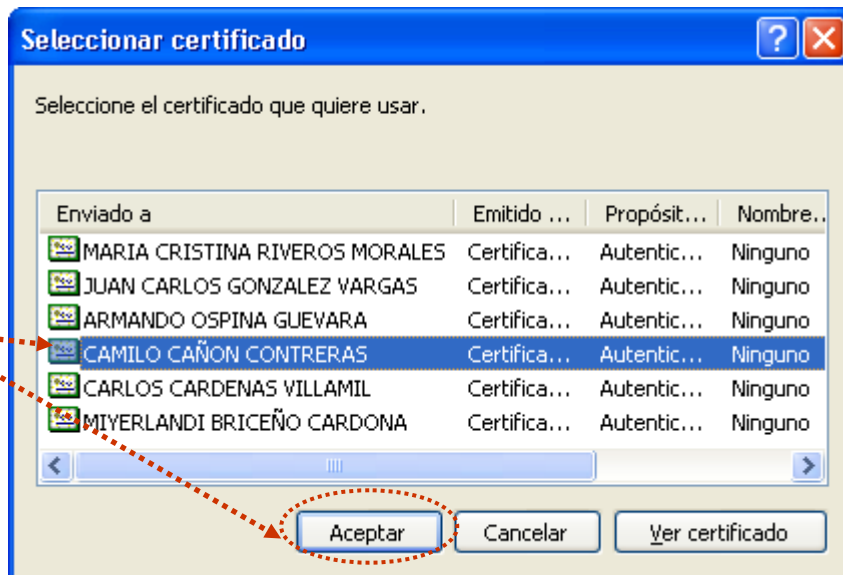 Seleccionar certificado
Seleccione el certificado que quiere usar.
Enviado a Emitido ... Propósit... Nombre..
MARIA CRISTINA RIVEROS MORALES Certifica... Autentic... Ninguno
JUAN CARLOS GONZALEZ VARGAS Certifica... Autentic... Ninguno
ARMANDO OSPINA GUEVARA Certifica... Autentic... Ninguno
CAMILO CAÑON CONTRERAS Certifica... Autentic... Ninguno
CARLOS CARDENAS VILLAMIL Certifica... Autentic... Ninguno
MIYERLANDI BRICEÑO CARDONA Certifica... Autentic... Ninguno
Aceptar Cancelar Ver certificado